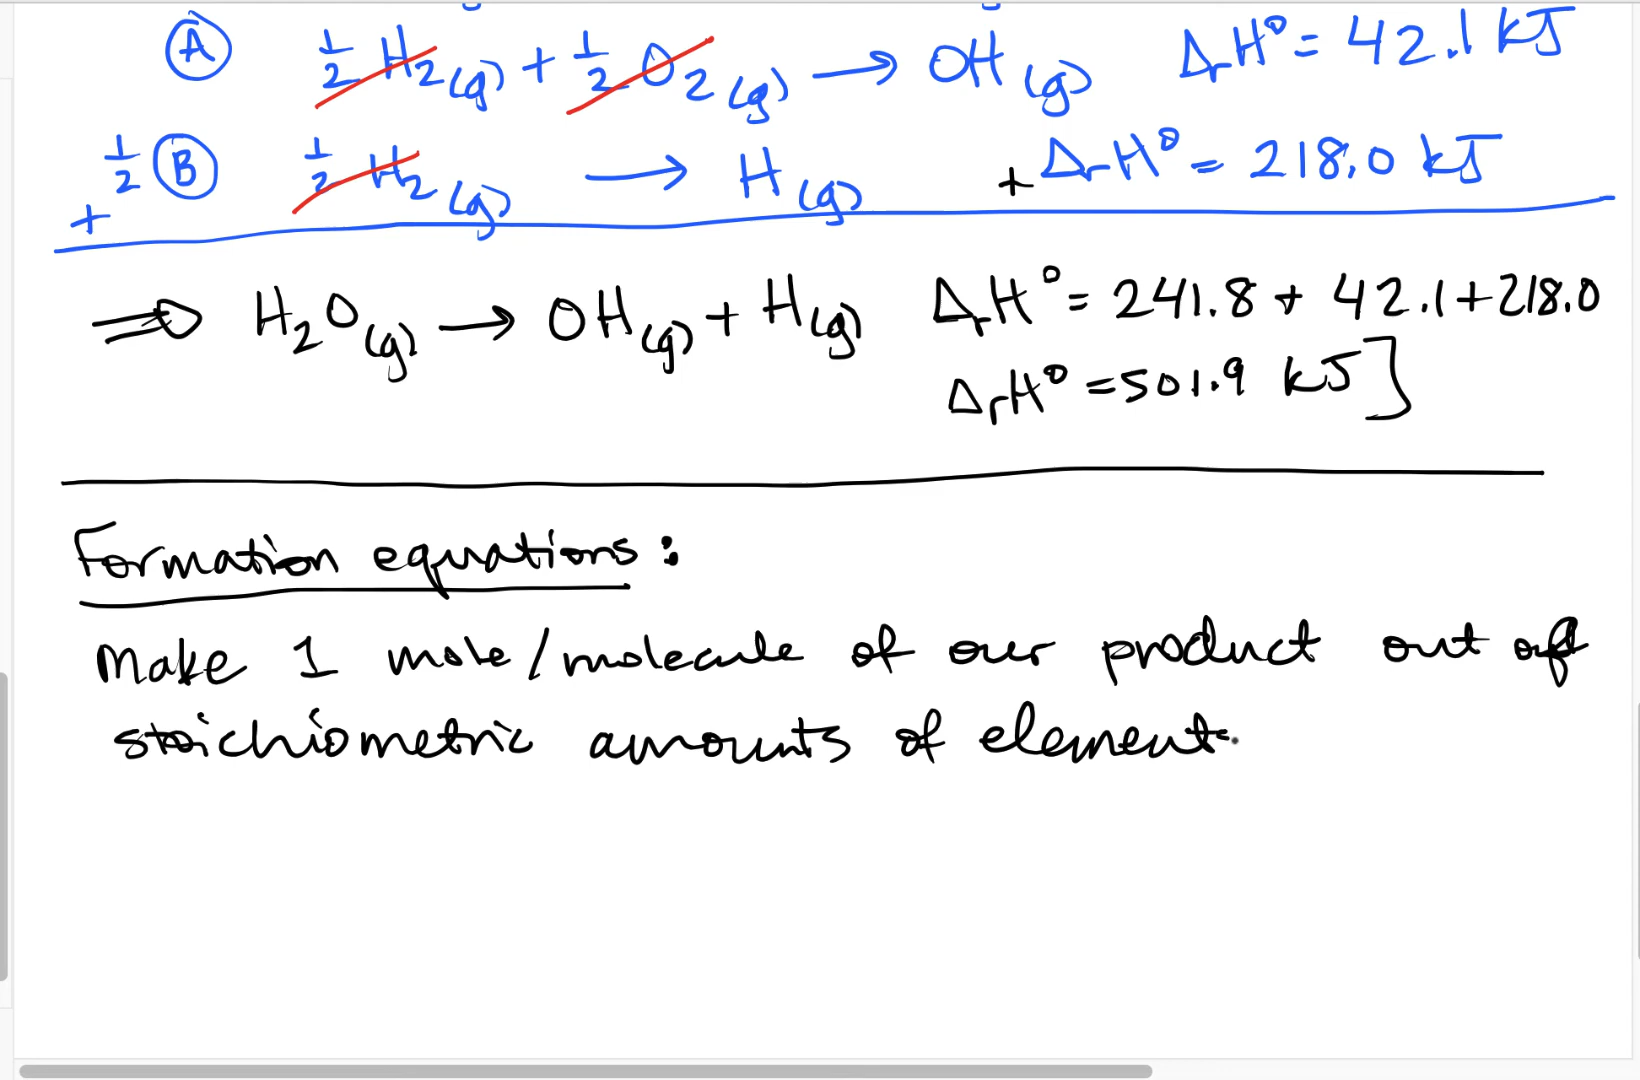 Ⓐ ½ H₂(g) + ½ O₂(g) → OH(g) ΔrH° = 42.1 kJ
+ ½ Ⓑ ½ H₂(g) → H(g) + ΔrH° = 218.0 kJ
⇒ H₂O(g) → OH(g) + H(g) ΔrH° = 241.8 + 42.1 + 218.0
ΔrH° = 501.9 kJ]
Formation equations:
Make 1 mole/molecule of our product out of
stoichiometric amounts of elements